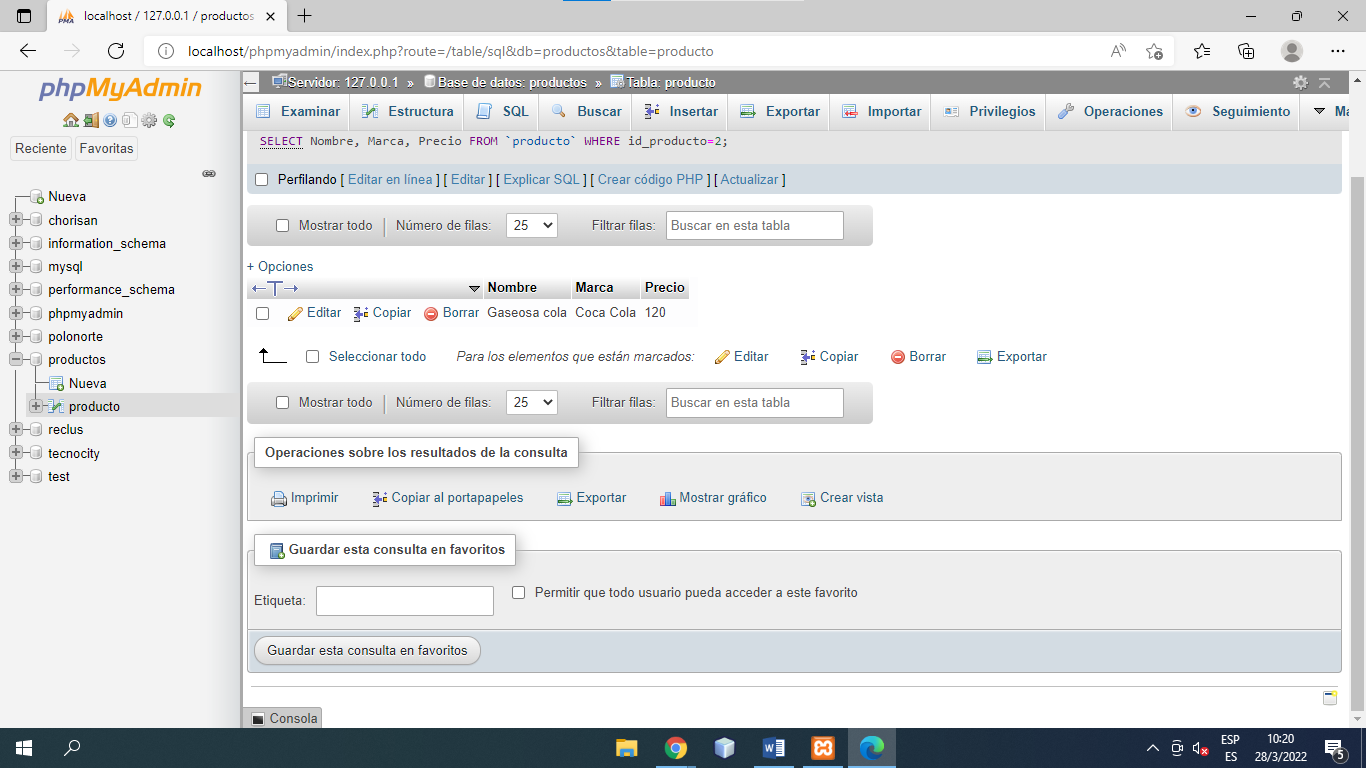 localhost / 127.0.0.1 / productos
localhost/phpmyadmin/index.php?route=/table/sql&db=productos&table=producto
phpMyAdmin
Reciente Favoritas
Nueva
chorisan
information_schema
mysql
performance_schema
phpmyadmin
polonorte
productos
Nueva
producto
reclus
tecnocity
test
Servidor: 127.0.0.1 » Base de datos: productos » Tabla: producto
Examinar Estructura SQL Buscar Insertar Exportar Importar Privilegios Operaciones Seguimiento Ma
SELECT Nombre, Marca, Precio FROM `producto` WHERE id_producto=2;
Perfilando [ Editar en línea ] [ Editar ] [ Explicar SQL ] [ Crear código PHP ] [ Actualizar ]
Mostrar todo Número de filas: 25 Filtrar filas: Buscar en esta tabla
+ Opciones
←T→ Nombre Marca Precio
Editar Copiar Borrar Gaseosa cola Coca Cola 120
Seleccionar todo Para los elementos que están marcados: Editar Copiar Borrar Exportar
Mostrar todo Número de filas: 25 Filtrar filas: Buscar en esta tabla
Operaciones sobre los resultados de la consulta
Imprimir Copiar al portapapeles Exportar Mostrar gráfico Crear vista
Guardar esta consulta en favoritos
Etiqueta: Permitir que todo usuario pueda acceder a este favorito
Guardar esta consulta en favoritos
Consola
ESP 10:20
ES 28/3/2022 5